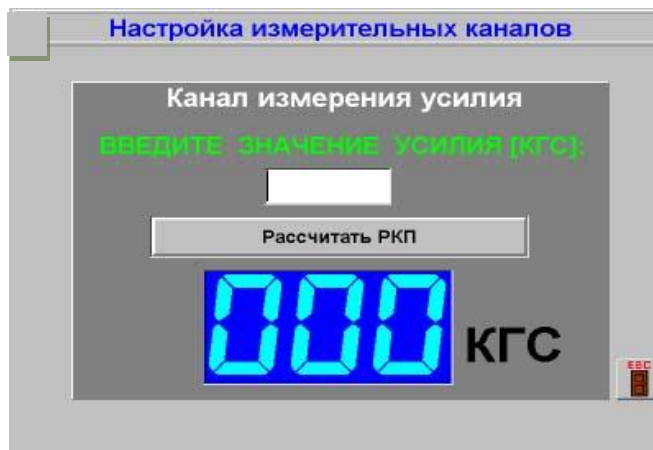 Настройка измерительных каналов
Канал измерения усилия
ВВЕДИТЕ ЗНАЧЕНИЕ УСИЛИЯ [КГС]:
Рассчитать РКП
000 КГС